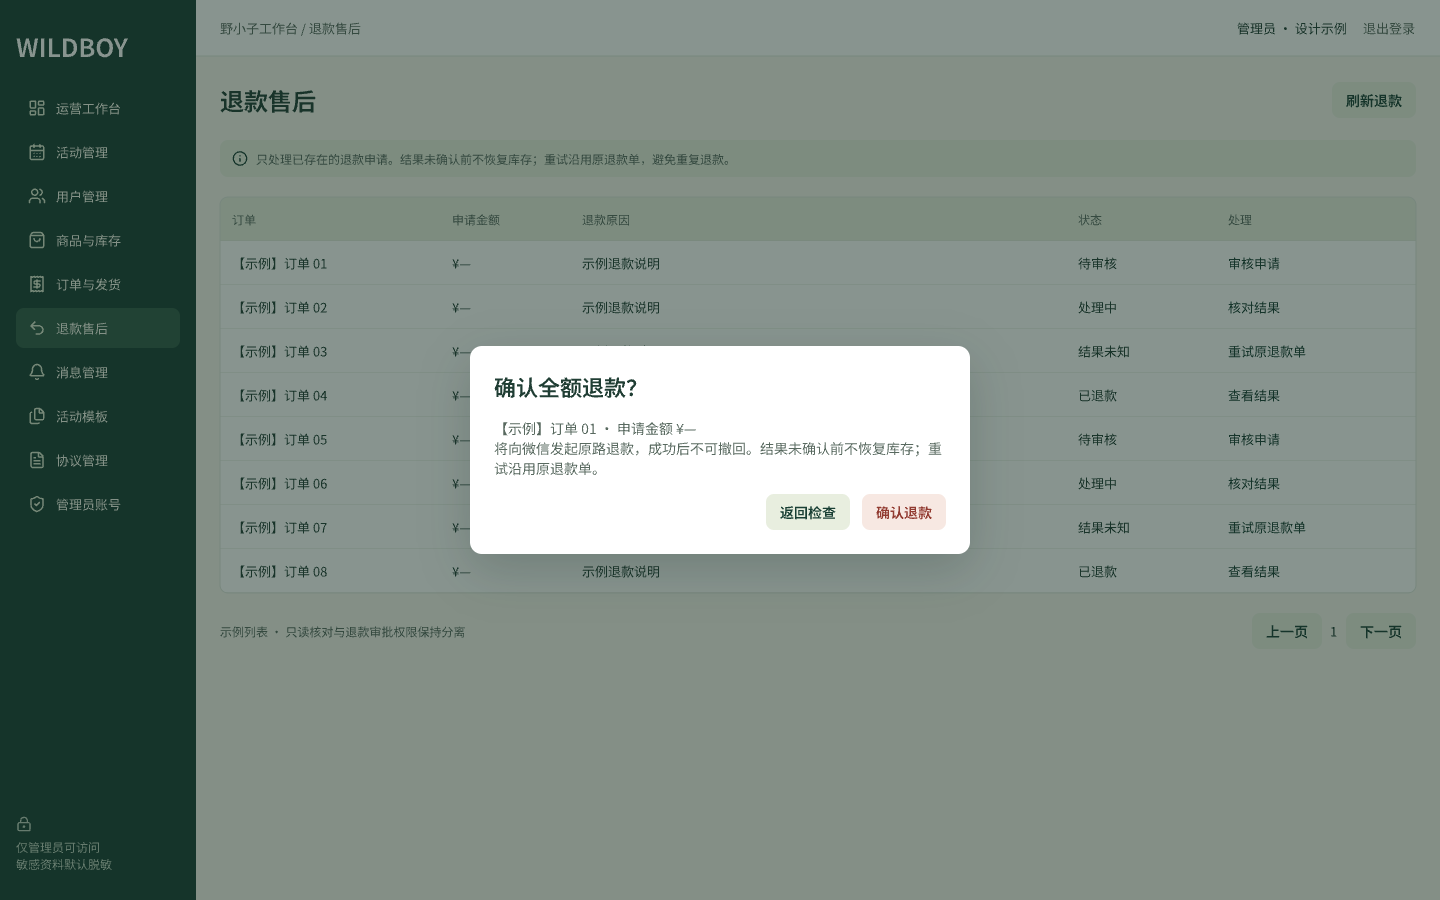 WILDBOY
运营工作台
活动管理
用户管理
商品与库存
订单与发货
退款售后
消息管理
活动模板
协议管理
管理员账号
仅管理员可访问
敏感资料默认脱敏
野小子工作台 / 退款售后
管理员 · 设计示例 退出登录
退款售后
刷新退款
只处理已存在的退款申请。结果未确认前不恢复库存；重试沿用原退款单，避免重复退款。
订单 申请金额 退款原因 状态 处理
【示例】订单 01 ¥— 示例退款说明 待审核 审核申请
【示例】订单 02 ¥— 示例退款说明 处理中 核对结果
【示例】订单 03 ¥— 结果未知 重试原退款单
【示例】订单 04 ¥— 已退款 查看结果
【示例】订单 05 ¥— 待审核 审核申请
【示例】订单 06 ¥— 处理中 核对结果
【示例】订单 07 ¥— 结果未知 重试原退款单
【示例】订单 08 ¥— 示例退款说明 已退款 查看结果
确认全额退款？
【示例】订单 01 · 申请金额 ¥—
将向微信发起原路退款，成功后不可撤回。结果未确认前不恢复库存；重
试沿用原退款单。
返回检查 确认退款
示例列表 · 只读核对与退款审批权限保持分离
上一页 1 下一页